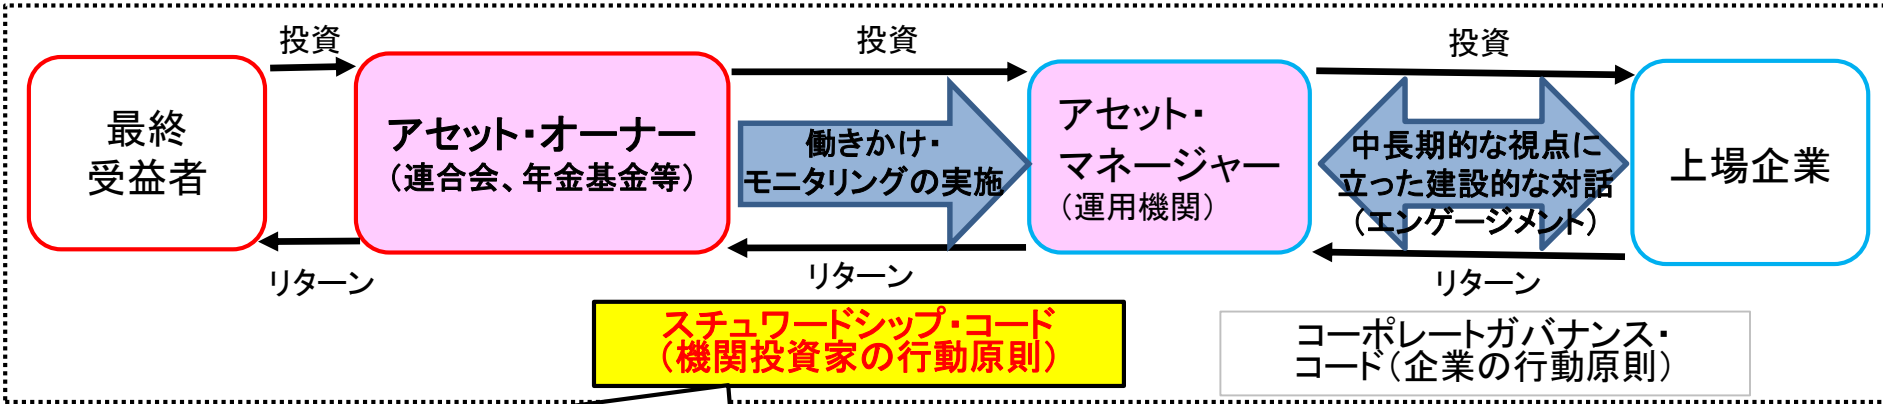 投資
投資
投資
最終
受益者
アセット・オーナー
（連合会、年金基金等）
働きかけ・
モニタリングの実施
アセット・
マネージャー
（運用機関）
中長期的な視点に
立った建設的な対話
（エンゲージメント）
上場企業
リターン
リターン
リターン
スチュワードシップ・コード
（機関投資家の行動原則）
コーポレートガバナンス・
コード（企業の行動原則）